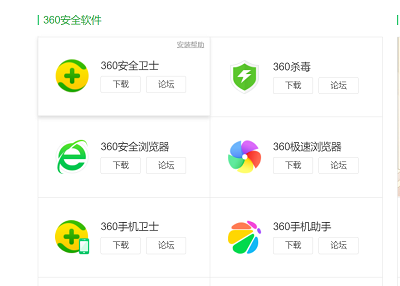 360安全软件
安装帮助
360安全卫士
下载 论坛
360杀毒
下载 论坛
360安全浏览器
下载 论坛
360极速浏览器
下载 论坛
360手机卫士
下载 论坛
360手机助手
下载 论坛